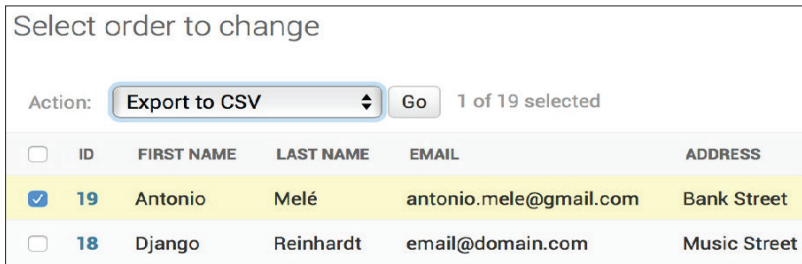 Select order to change
Action: Export to CSV Go 1 of 19 selected
ID FIRST NAME LAST NAME EMAIL ADDRESS
19 Antonio Melé antonio.mele@gmail.com Bank Street
18 Django Reinhardt email@domain.com Music Street